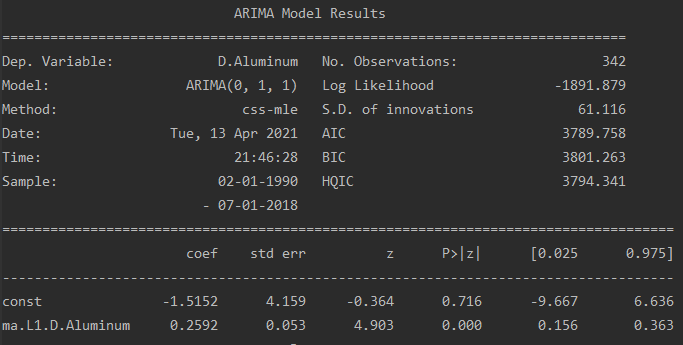 ARIMA Model Results
==============================================================================
Dep. Variable: D.Aluminum No. Observations: 342
Model: ARIMA(0, 1, 1) Log Likelihood -1891.879
Method: css-mle S.D. of innovations 61.116
Date: Tue, 13 Apr 2021 AIC 3789.758
Time: 21:46:28 BIC 3801.263
Sample: 02-01-1990 HQIC 3794.341
- 07-01-2018
====================================================================================
coef std err z P>|z| [0.025 0.975]
------------------------------------------------------------------------------------
const -1.5152 4.159 -0.364 0.716 -9.667 6.636
ma.L1.D.Aluminum 0.2592 0.053 4.903 0.000 0.156 0.363